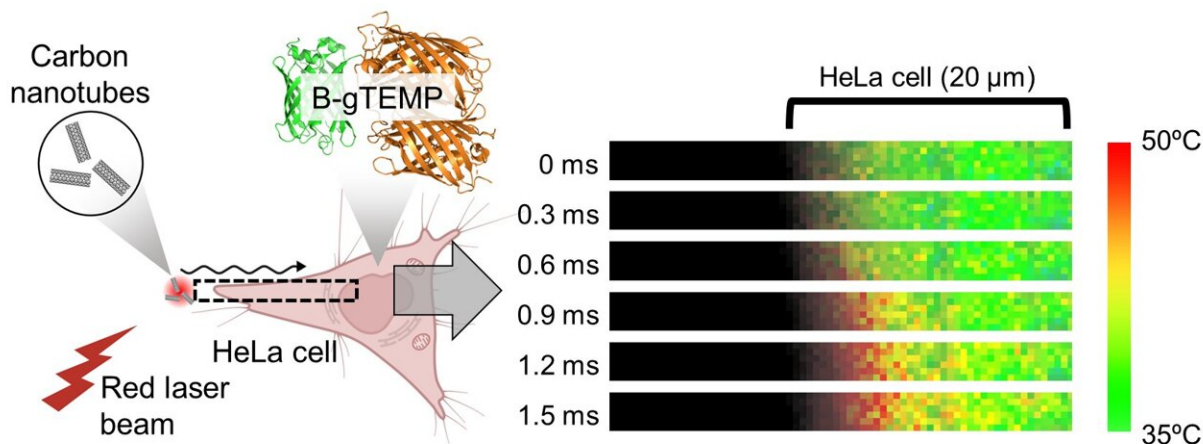 Carbon
nanotubes
B-gTEMP
HeLa cell
Red laser
beam
HeLa cell (20 µm)
0 ms
0.3 ms
0.6 ms
0.9 ms
1.2 ms
1.5 ms
50ºC
35ºC